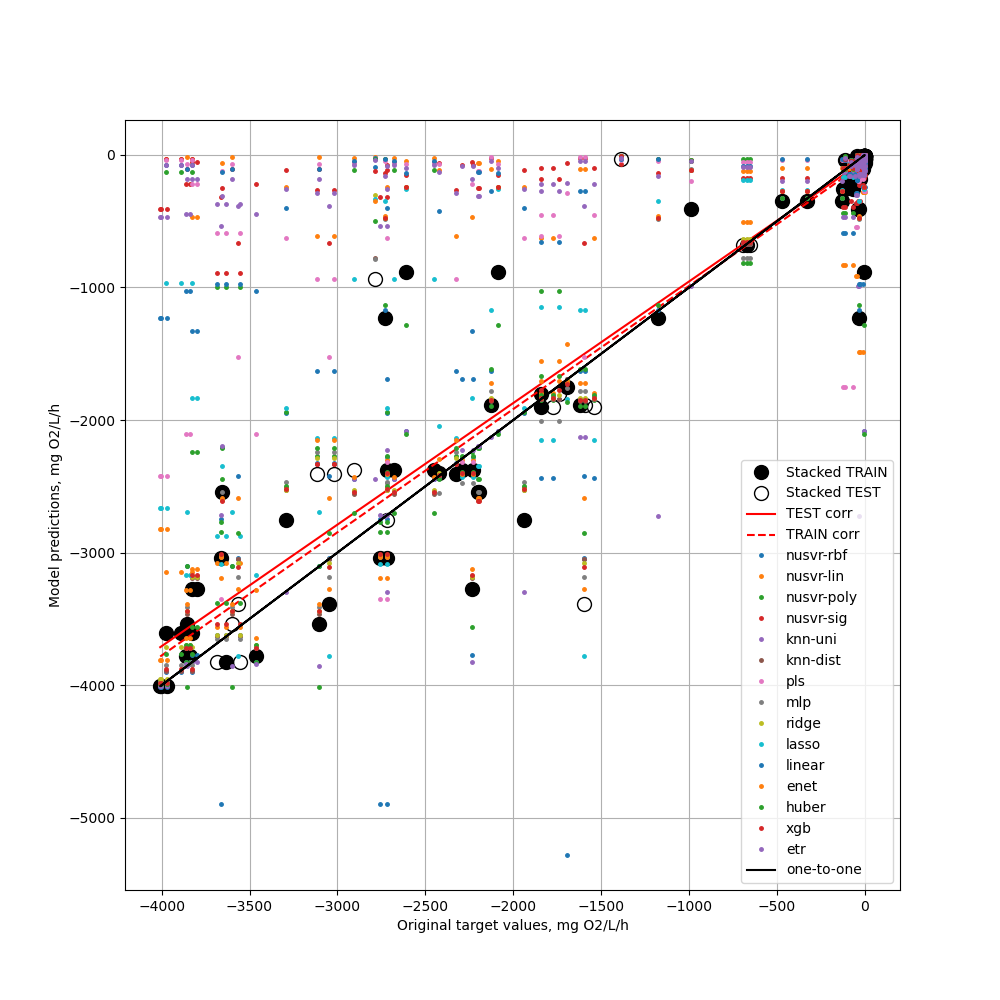 0
−1000
−2000
−3000
−4000
−5000
Model predictions, mg O2/L/h
−4000 −3500 −3000 −2500 −2000 −1500 −1000 −500 0
Original target values, mg O2/L/h
Stacked TRAIN
Stacked TEST
TEST corr
TRAIN corr
nusvr-rbf
nusvr-lin
nusvr-poly
nusvr-sig
knn-uni
knn-dist
pls
mlp
ridge
lasso
linear
enet
huber
xgb
etr
one-to-one